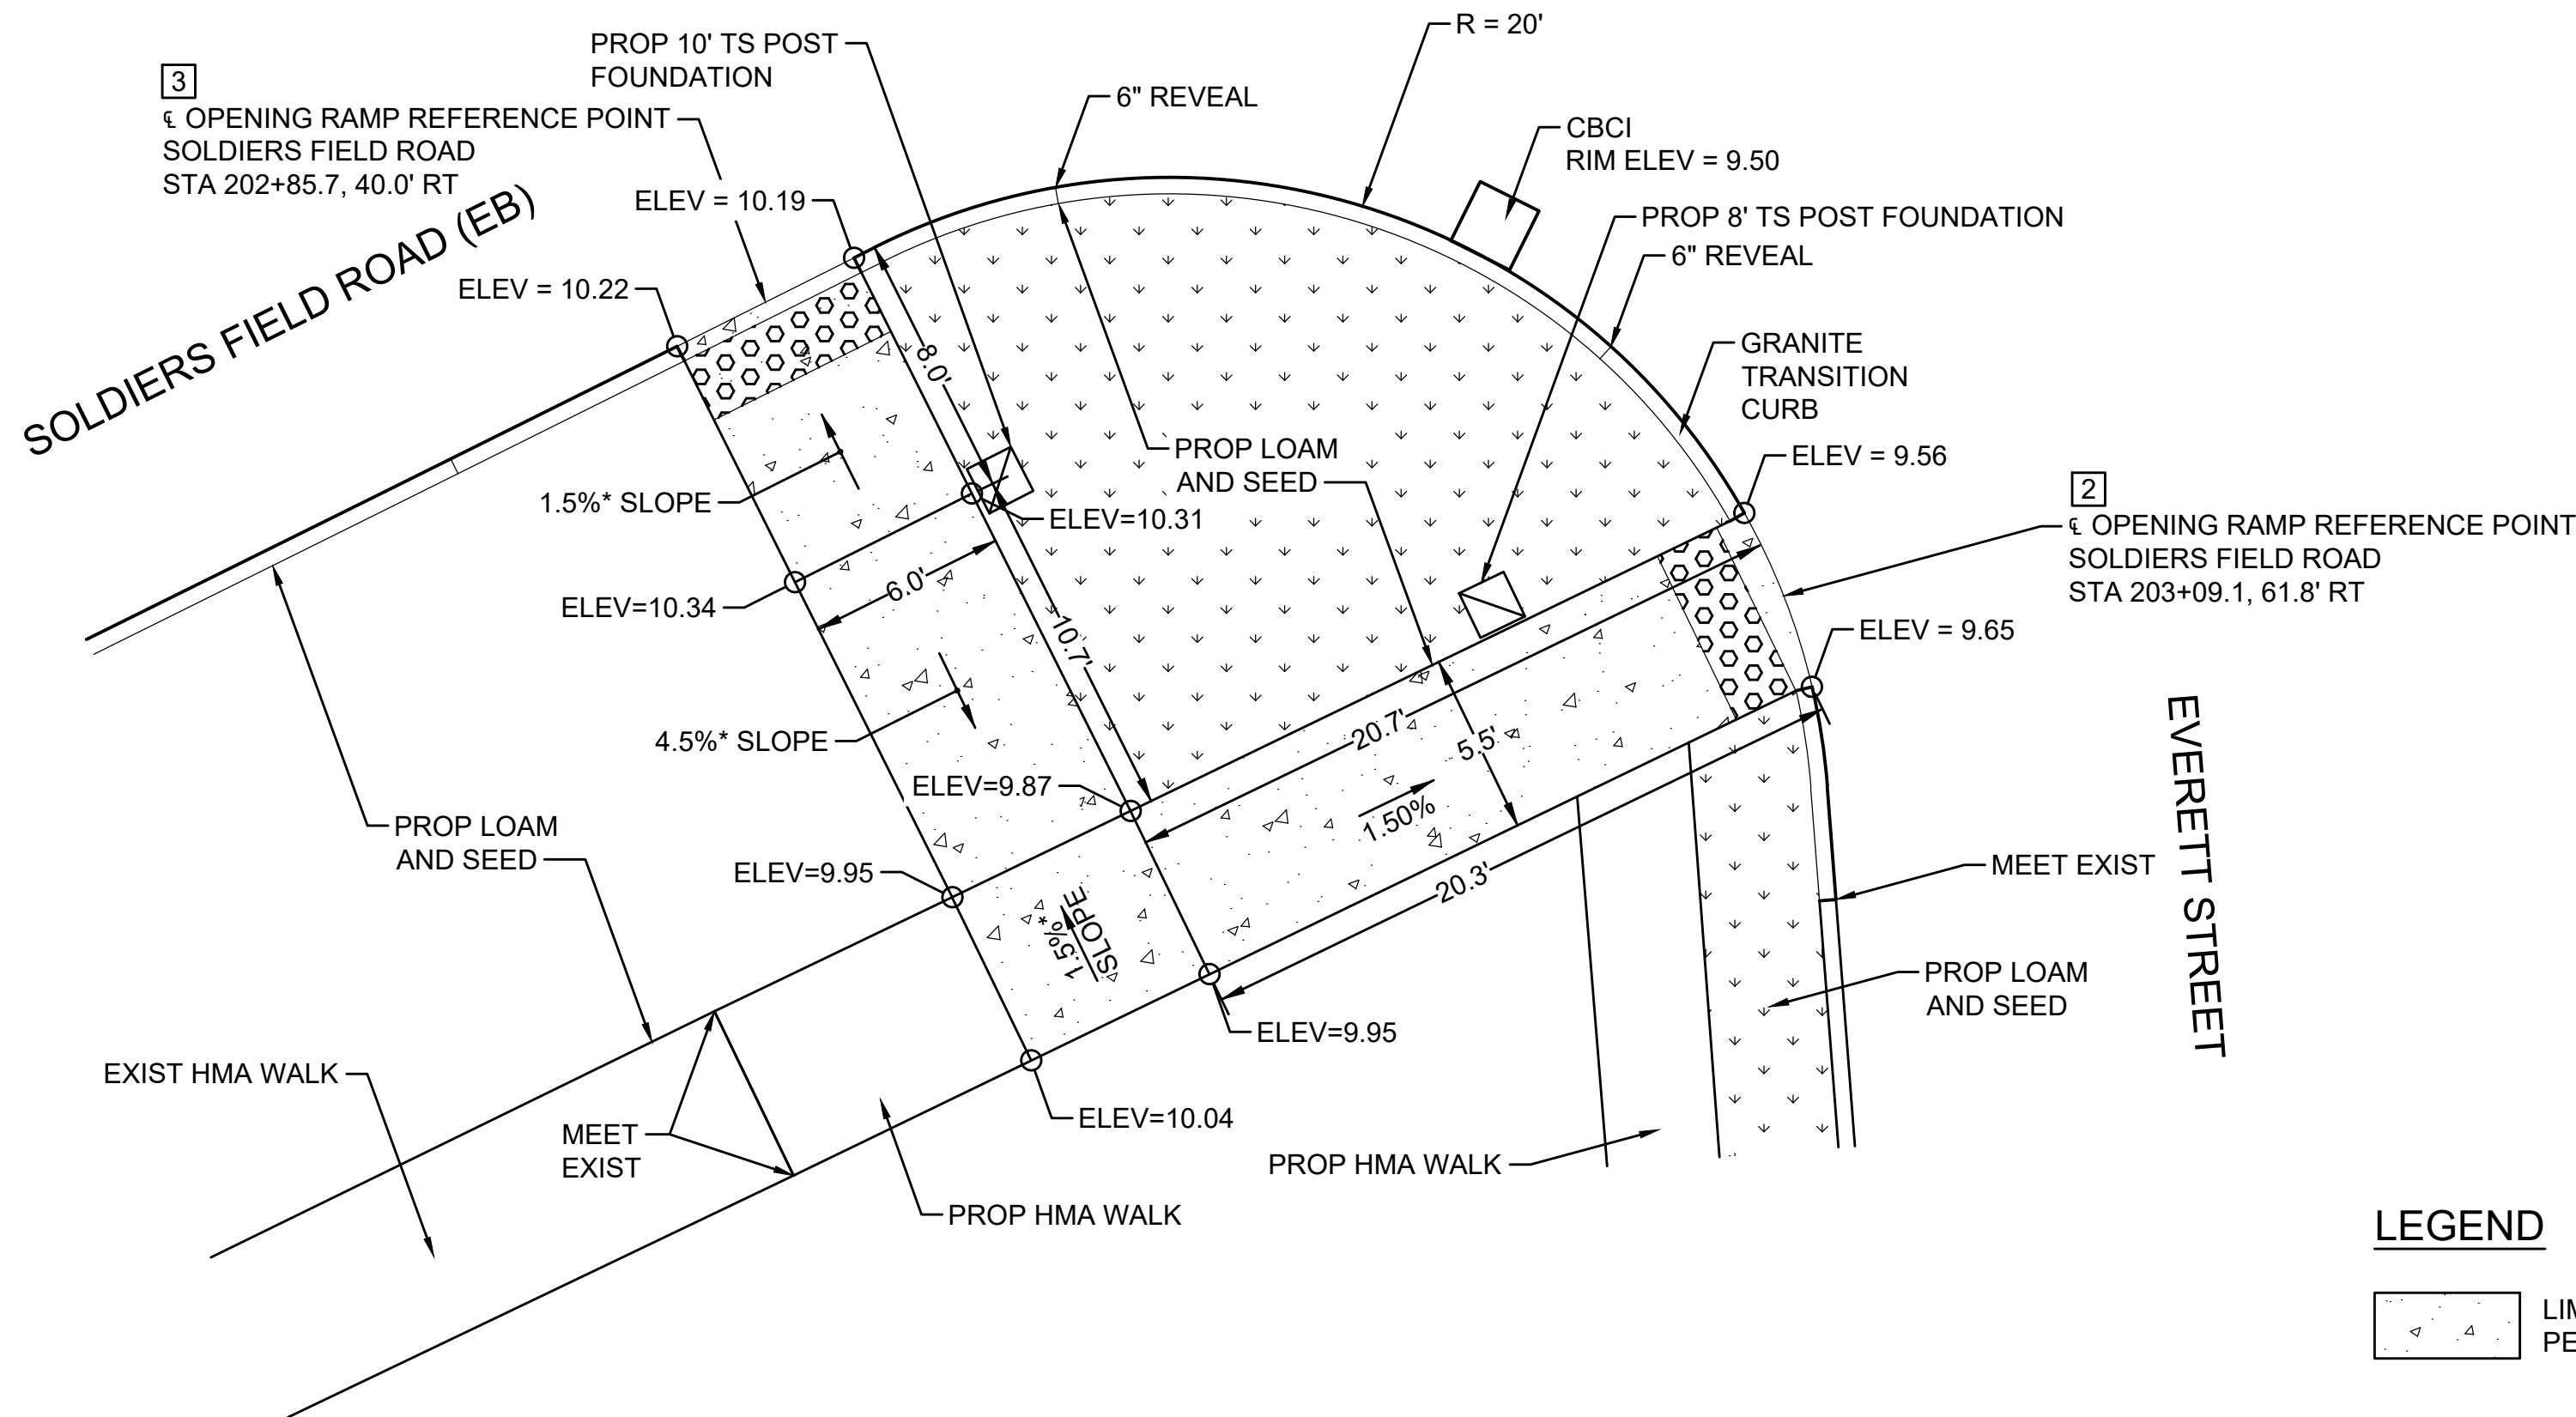 R = 20'
PROP 10' TS POST
FOUNDATION
3
℄ OPENING RAMP REFERENCE POINT
SOLDIERS FIELD ROAD
STA 202+85.7, 40.0' RT
6" REVEAL
CBCI
RIM ELEV = 9.50
ELEV = 10.19
PROP 8' TS POST FOUNDATION
6" REVEAL
SOLDIERS FIELD ROAD (EB)
ELEV = 10.22
GRANITE
TRANSITION
CURB
8.0'
PROP LOAM
AND SEED
ELEV = 9.56
1.5%* SLOPE
ELEV=10.31
2
℄ OPENING RAMP REFERENCE POINT
SOLDIERS FIELD ROAD
STA 203+09.1, 61.8' RT
6.0'
ELEV=10.34
10.7'
ELEV = 9.65
4.5%* SLOPE
20.7'
5.5'
ELEV=9.87
1.50%
EVERETT STREET
PROP LOAM
AND SEED
ELEV=9.95
20.3'
MEET EXIST
1.5%*
SLOPE
PROP LOAM
AND SEED
ELEV=9.95
EXIST HMA WALK
ELEV=10.04
MEET
EXIST
PROP HMA WALK
PROP HMA WALK
LEGEND